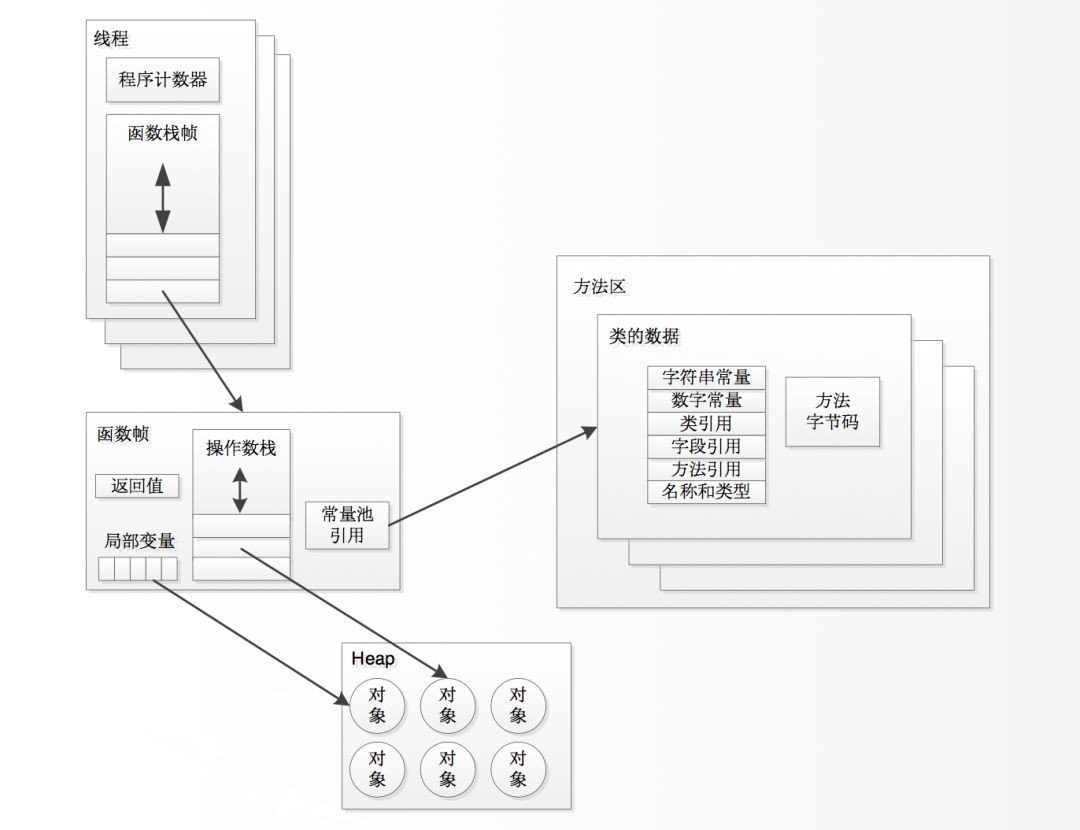 线程
程序计数器
函数栈帧
方法区
类的数据
字符串常量
数字常量
类引用
字段引用
方法引用
名称和类型
方法
字节码
函数帧
操作数栈
返回值
常量池
引用
局部变量
Heap
对
象
对
象
对
象
对
象
对
象
对
象